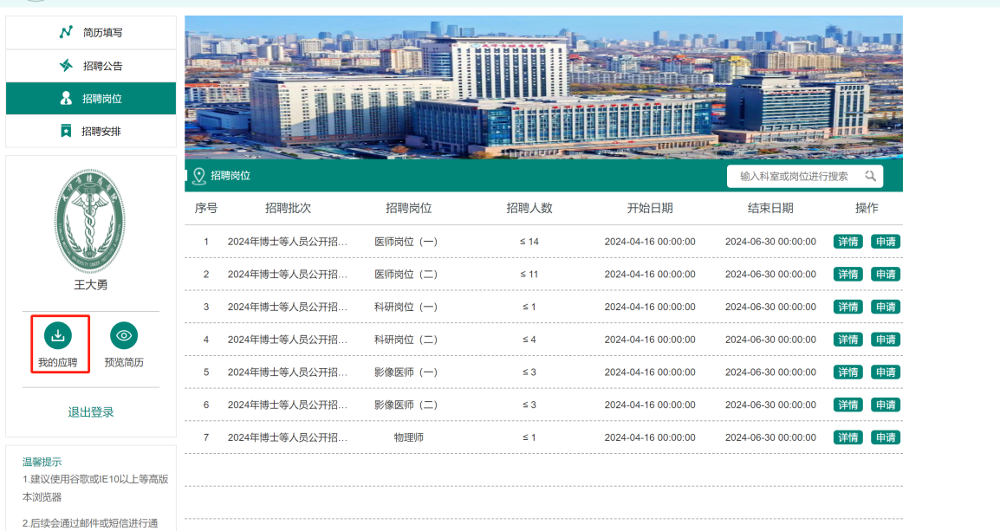 简历填写
招聘公告
招聘岗位
招聘安排
王大勇
我的应聘 预览简历
退出登录
温馨提示
1.建议使用谷歌或IE10以上等高版
本浏览器
2.后续会通过邮件或短信进行通
招聘岗位 输入科室或岗位进行搜索
序号 招聘批次 招聘岗位 招聘人数 开始日期 结束日期 操作
1 2024年博士等人员公开招... 医师岗位（一） ≤ 14 2024-04-16 00:00:00 2024-06-30 00:00:00 详情 申请
2 2024年博士等人员公开招... 医师岗位（二） ≤ 11 2024-04-16 00:00:00 2024-06-30 00:00:00 详情 申请
3 2024年博士等人员公开招... 科研岗位（一） ≤ 1 2024-04-16 00:00:00 2024-06-30 00:00:00 详情 申请
4 2024年博士等人员公开招... 科研岗位（二） ≤ 4 2024-04-16 00:00:00 2024-06-30 00:00:00 详情 申请
5 2024年博士等人员公开招... 影像医师（一） ≤ 3 2024-04-16 00:00:00 2024-06-30 00:00:00 详情 申请
6 2024年博士等人员公开招... 影像医师（二） ≤ 3 2024-04-16 00:00:00 2024-06-30 00:00:00 详情 申请
7 2024年博士等人员公开招... 物理师 ≤ 1 2024-04-16 00:00:00 2024-06-30 00:00:00 详情 申请